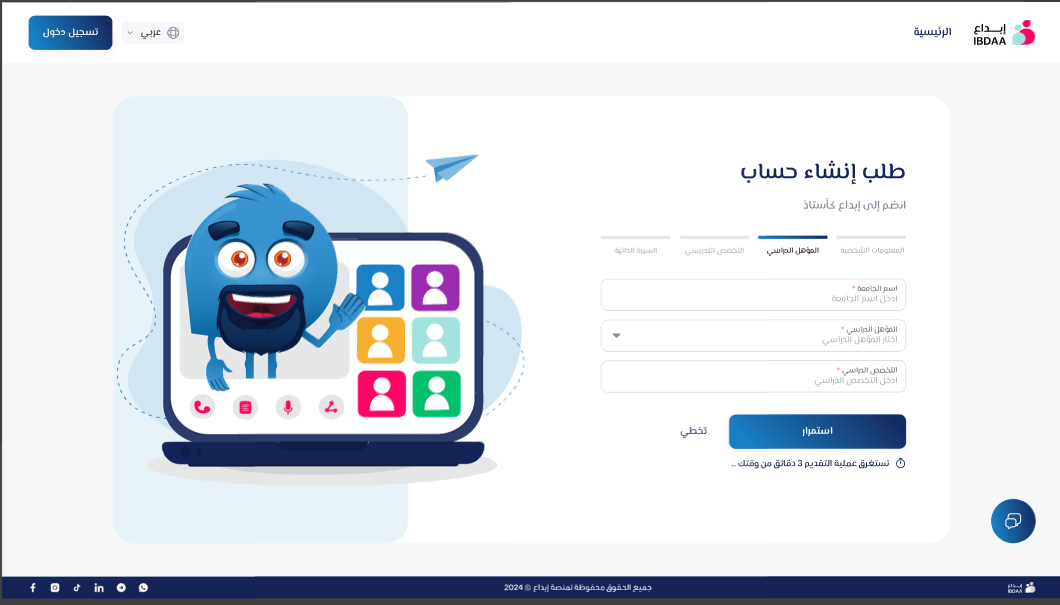 إبداع
IBDAA
الرئيسية
عربي
تسجيل دخول
طلب إنشاء حساب
انضم إلى إبداع كأستاذ
المعلومات الشخصية
المؤهل الدراسي
التخصص التدريسي
السيرة الذاتية
اسم الجامعة *
ادخل اسم الجامعة
المؤهل الدراسي *
اختار المؤهل الدراسي
التخصص الدراسي *
ادخل التخصص الدراسي
استمرار
تخطي
تستغرق عملية التقديم 3 دقائق من وقتك ..
إبداع
IBDAA
جميع الحقوق محفوظة لمنصة إبداع © 2024